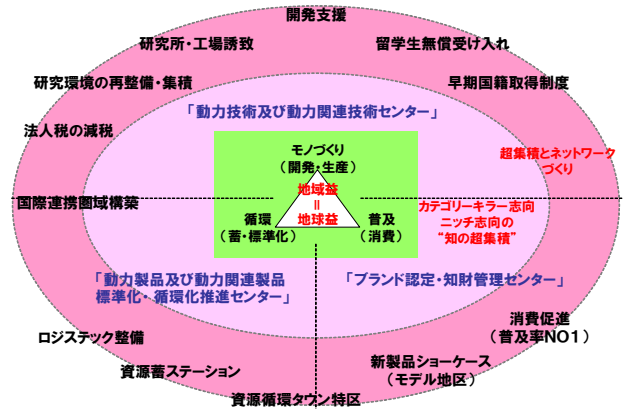 開発支援
研究所・工場誘致
留学生無償受け入れ
研究環境の再整備・集積
早期国籍取得制度
「動力技術及び動力関連技術センター」
法人税の減税
モノづくり
（開発・生産）
超集積とネットワーク
づくり
地域益
＝
地球益
国際連携圏域構築
カテゴリーキラー志向
ニッチ志向の
“知の超集積”
循環
（蓄・標準化）
普及
（消費）
「動力製品及び動力関連製品
標準化・循環化推進センター」
「ブランド認定・知財管理センター」
ロジステック整備
消費促進
（普及率NO１）
資源蓄ステーション
新製品ショーケース
（モデル地区）
資源循環タウン特区